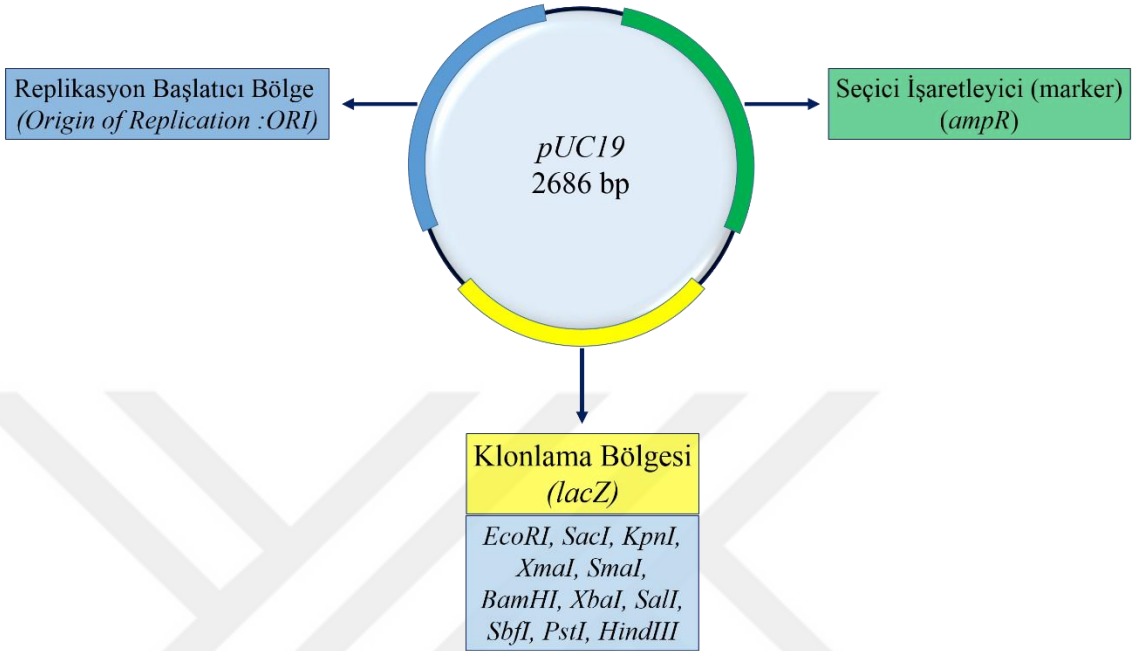 Replikasyon Başlatıcı Bölge
(Origin of Replication :ORI)
pUC19
2686 bp
Seçici İşaretleyici (marker)
(ampR)
Klonlama Bölgesi
(lacZ)
EcoRI, SacI, KpnI,
XmaI, SmaI,
BamHI, XbaI, SalI,
SbfI, PstI, HindIII